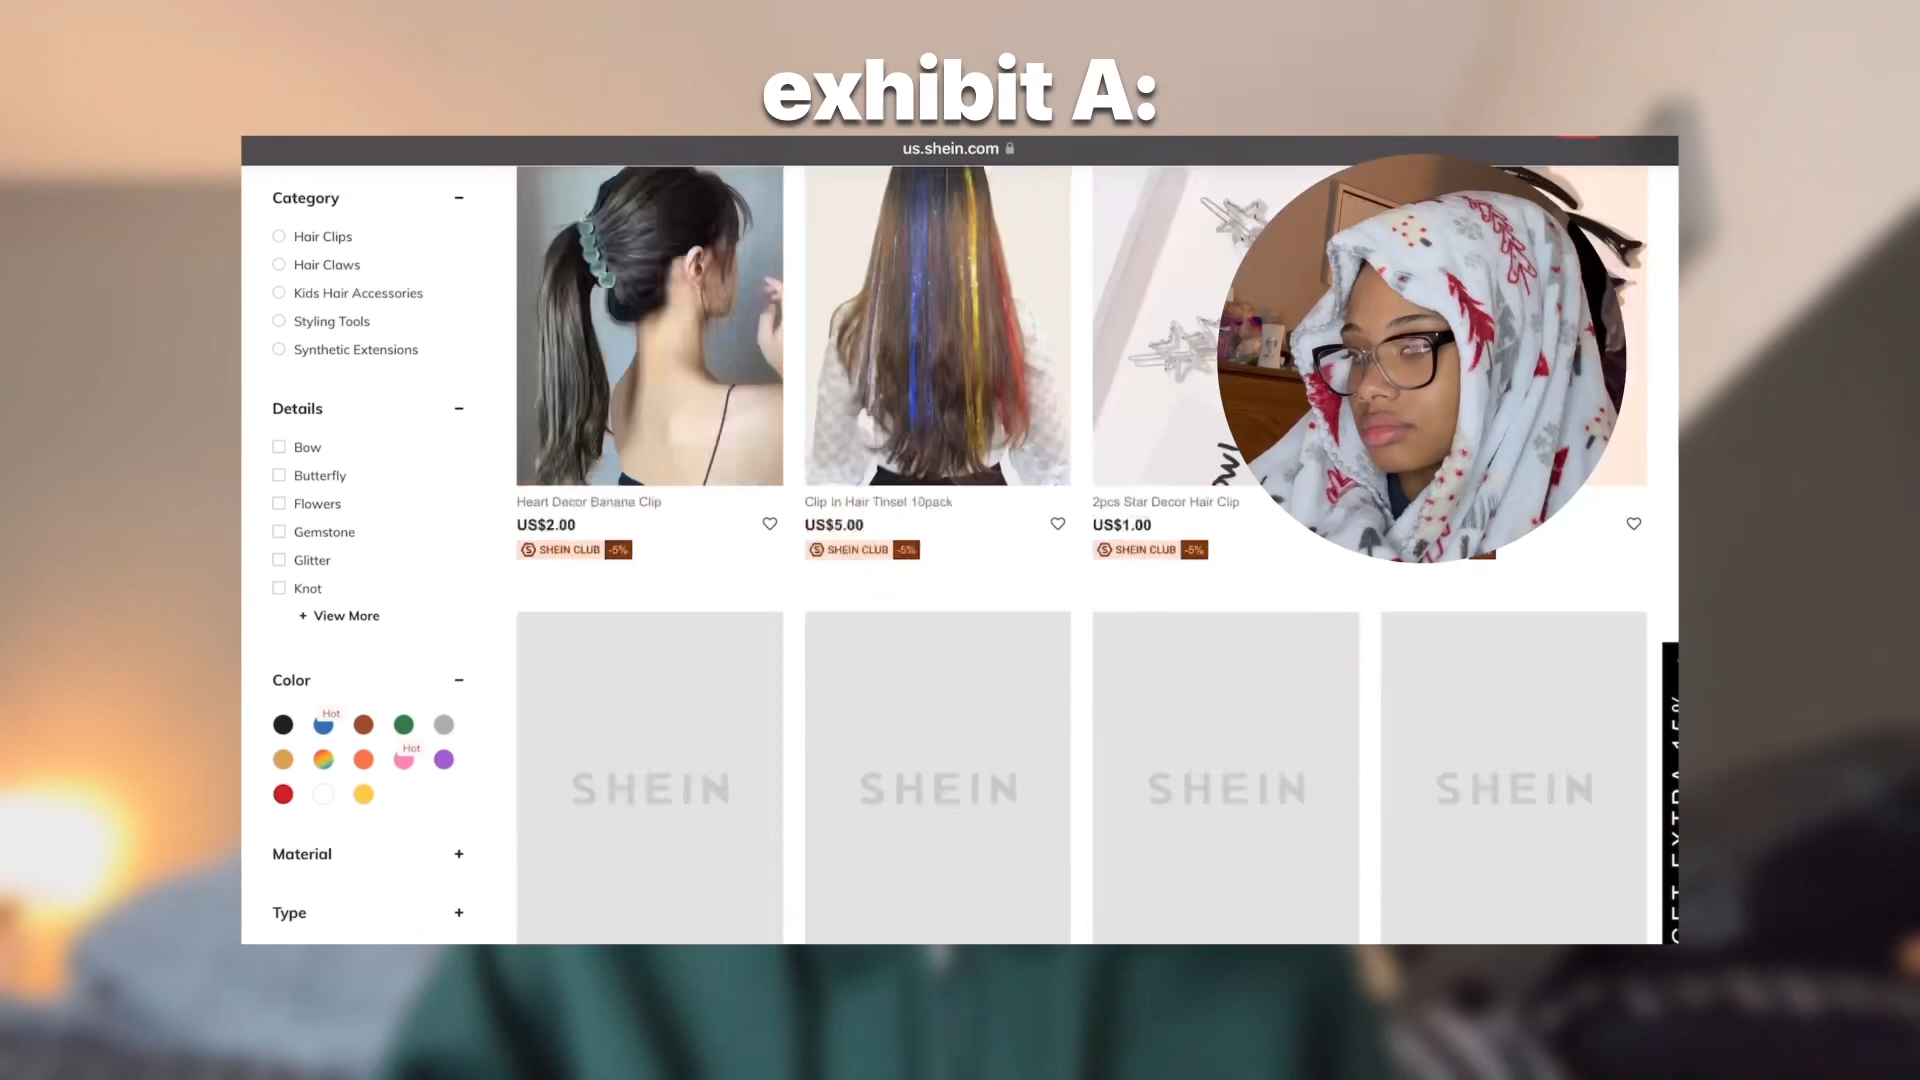 exhibit A:
us.shein.com
Category
Hair Clips
Hair Claws
Kids Hair Accessories
Styling Tools
Synthetic Extensions
Details
Bow
Butterfly
Flowers
Gemstone
Glitter
Knot
+ View More
Color
Hot
Hot
Material
Type
Heart Decor Banana Clip
US$2.00
SHEIN CLUB -5%
Clip In Hair Tinsel 10pack
US$5.00
SHEIN CLUB -5%
2pcs Star Decor Hair Clip
US$1.00
SHEIN CLUB -5%
SHEIN
SHEIN
SHEIN
SHEIN
GET EXTRA 15%